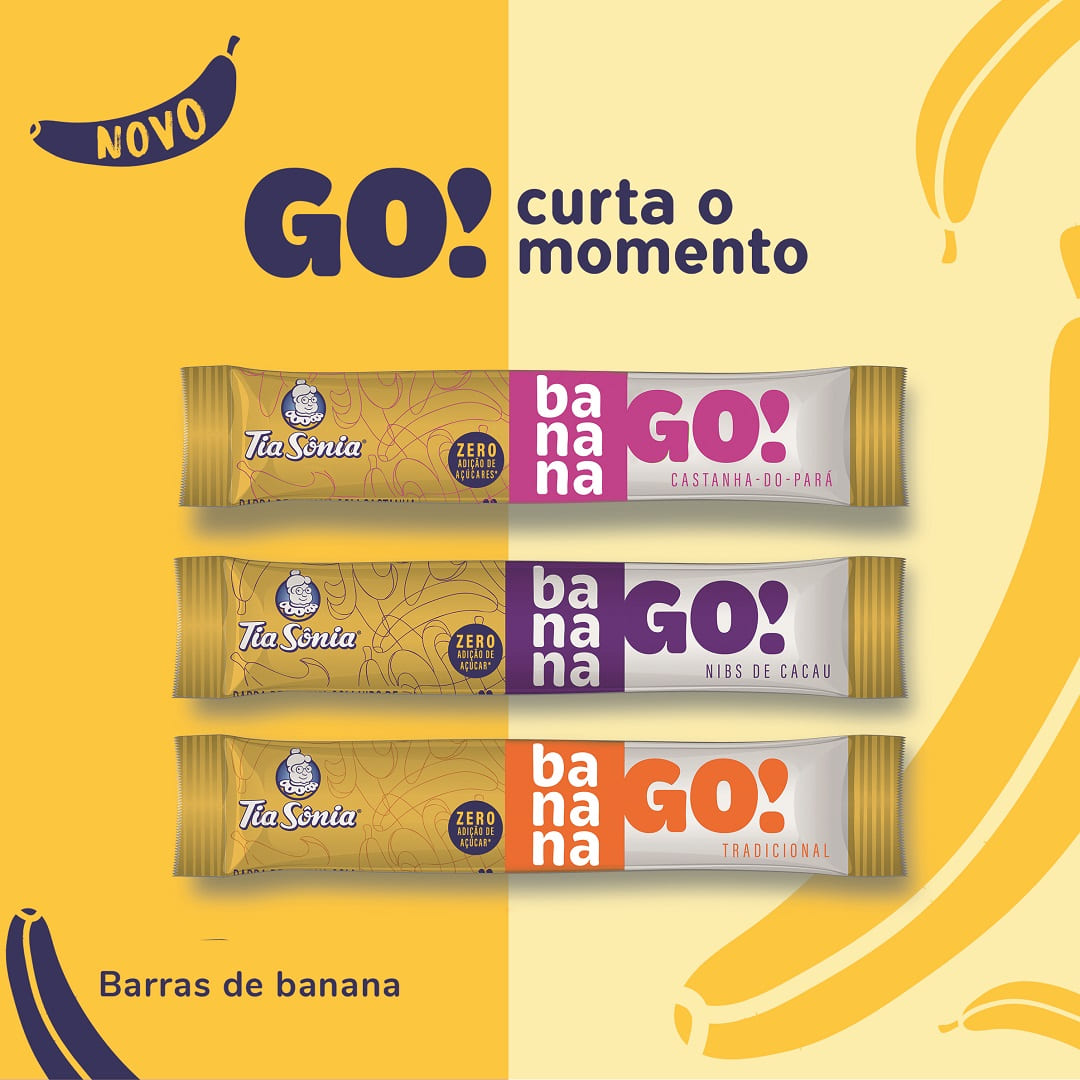 NOVO
GO! curta o
momento
Tia Sônia
ZERO
ADIÇÃO DE
AÇÚCARES*
ba
na
na
GO!
CASTANHA-DO-PARÁ
Tia Sônia
ZERO
ADIÇÃO DE
AÇÚCAR*
ba
na
na
GO!
NIBS DE CACAU
Tia Sônia
ZERO
ADIÇÃO DE
AÇÚCAR*
ba
na
na
GO!
TRADICIONAL
Barras de banana